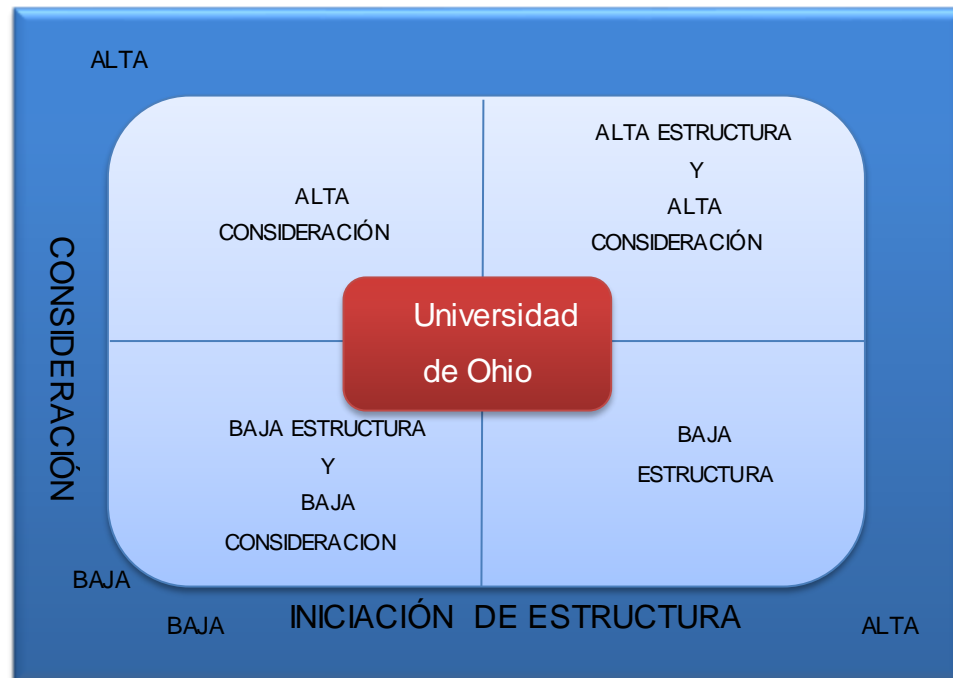 ALTA
ALTA
CONSIDERACIÓN
ALTA ESTRUCTURA
Y
ALTA
CONSIDERACIÓN
CONSIDERACIÓN
Universidad
de Ohio
BAJA ESTRUCTURA
Y
BAJA
CONSIDERACION
BAJA
ESTRUCTURA
BAJA
BAJA
INICIACIÓN DE ESTRUCTURA
ALTA